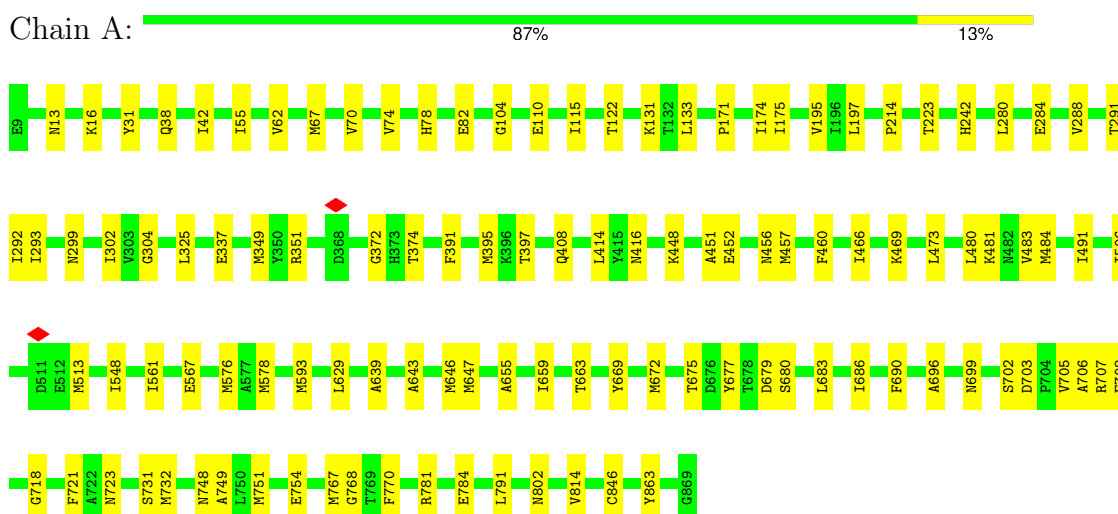 Chain A:
87% 13%
E9 N13 K16 Y31 Q38 I42 I55 V62 M67 V70 V74 H78 E82 G104 E110 I115 T122 K131 T132 L133 P171 I174 I175 V195 I196 L197 P214 T223 H242 L280 E284 V288 T291
I292 I293 N299 I302 V303 G304 L325 E337 M349 Y350 R351 D368 G372 H373 T374 F391 M395 K396 T397 Q408 L414 Y415 N416 K448 A451 E452 N456 M457 F460 I466 K469 L473 L480 K481 N482 V483 M484 I491
D511 E512 M513 I548 I561 E567 M576 A577 M578 M593 L629 A639 A643 M646 M647 A655 I659 T663 Y669 M672 T675 D676 Y677 T678 D679 S680 L683 I686 F690 A696 N699 S702 D703 P704 V705 A706 R707
G718 F721 A722 N723 S731 M732 N748 A749 L750 M751 E754 M767 G768 T769 F770 R781 E784 L791 N802 V814 C846 Y863 G869